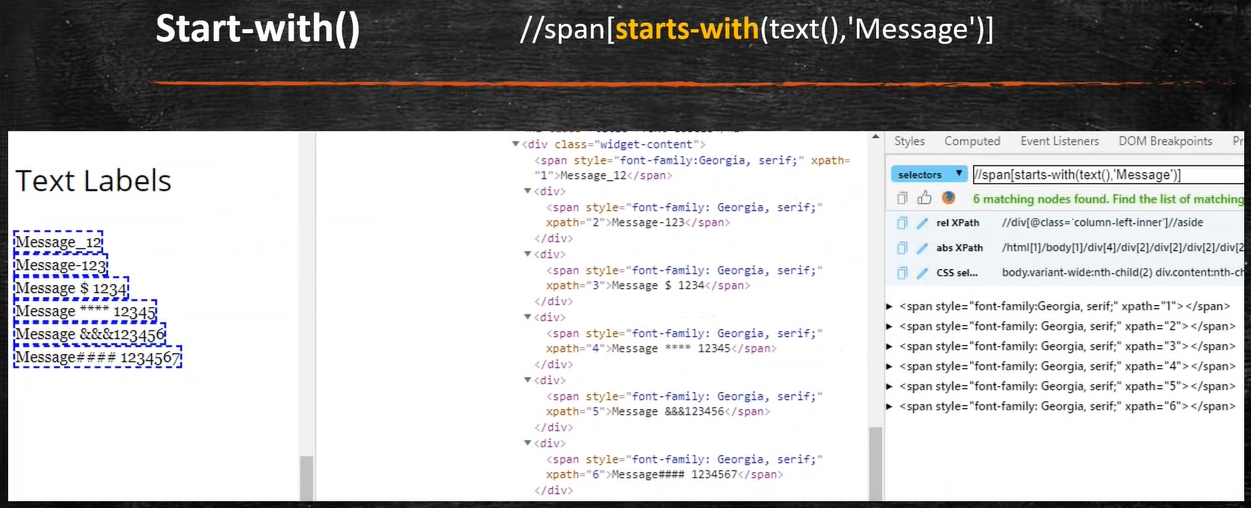 Start-with()
//span[starts-with(text(),'Message')]
Text Labels
Message_12
Message-123
Message $ 1234
Message **** 12345
Message &&&123456
Message#### 1234567
▼<div class="widget-content">
<span style="font-family:Georgia, serif;" xpath=
"1">Message_12</span>
▼<div>
<span style="font-family: Georgia, serif;"
xpath="2">Message-123</span>
</div>
▼<div>
<span style="font-family: Georgia, serif;"
xpath="3">Message $ 1234</span>
</div>
▼<div>
<span style="font-family: Georgia, serif;"
xpath="4">Message **** 12345</span>
</div>
▼<div>
<span style="font-family: Georgia, serif;"
xpath="5">Message &&&123456</span>
</div>
▼<div>
<span style="font-family: Georgia, serif;"
xpath="6">Message#### 1234567</span>
</div>
Styles Computed Event Listeners DOM Breakpoints Pr
selectors ▼ //span[starts-with(text(),'Message')]
6 matching nodes found. Find the list of matching
rel XPath //div[@class='column-left-inner']//aside
abs XPath /html[1]/body[1]/div[4]/div[2]/div[2]/div[2]/div[2
CSS sel... body.variant-wide:nth-child(2) div.content:nth-c
▶ <span style="font-family:Georgia, serif;" xpath="1"></span>
▶ <span style="font-family: Georgia, serif;" xpath="2"></span>
▶ <span style="font-family: Georgia, serif;" xpath="3"></span>
▶ <span style="font-family: Georgia, serif;" xpath="4"></span>
▶ <span style="font-family: Georgia, serif;" xpath="5"></span>
▶ <span style="font-family: Georgia, serif;" xpath="6"></span>